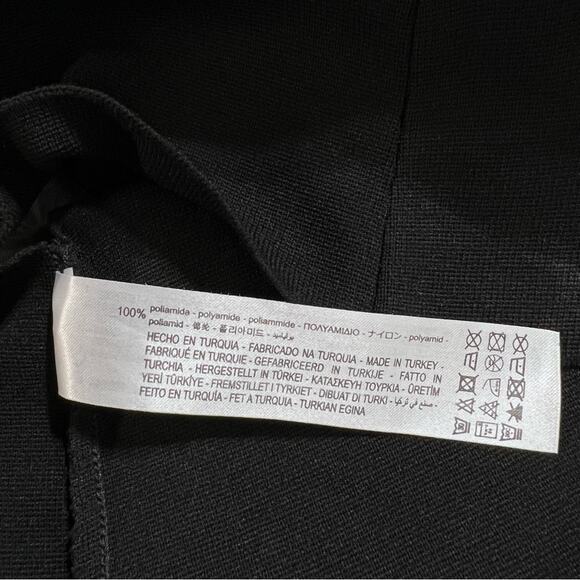 100% poliamida - polyamide - poliammide - ΠΟΛΥΑΜΙΔΙΟ - ナイロン - polyamid -
poliamid - 锦纶 - 폴리아미드 - بولياميد
HECHO EN TURQUIA - FABRICADO NA TURQUIA - MADE IN TURKEY -
FABRIQUÉ EN TURQUIE - GEFABRICEERD IN TURKIJE - FATTO IN
TURCHIA - HERGESTELLT IN TÜRKEI - ΚΑΤΑΣΚΕΥΗ ΤΟΥΡΚΙΑ - ÜRETİM
YERİ TÜRKİYE - FREMSTILLET I TYRKIET - DIBUAT DI TURKI - صنع في تركيا -
FEITO EN TURQUÍA - FET A TURQUIA - TURKIAN EGINA